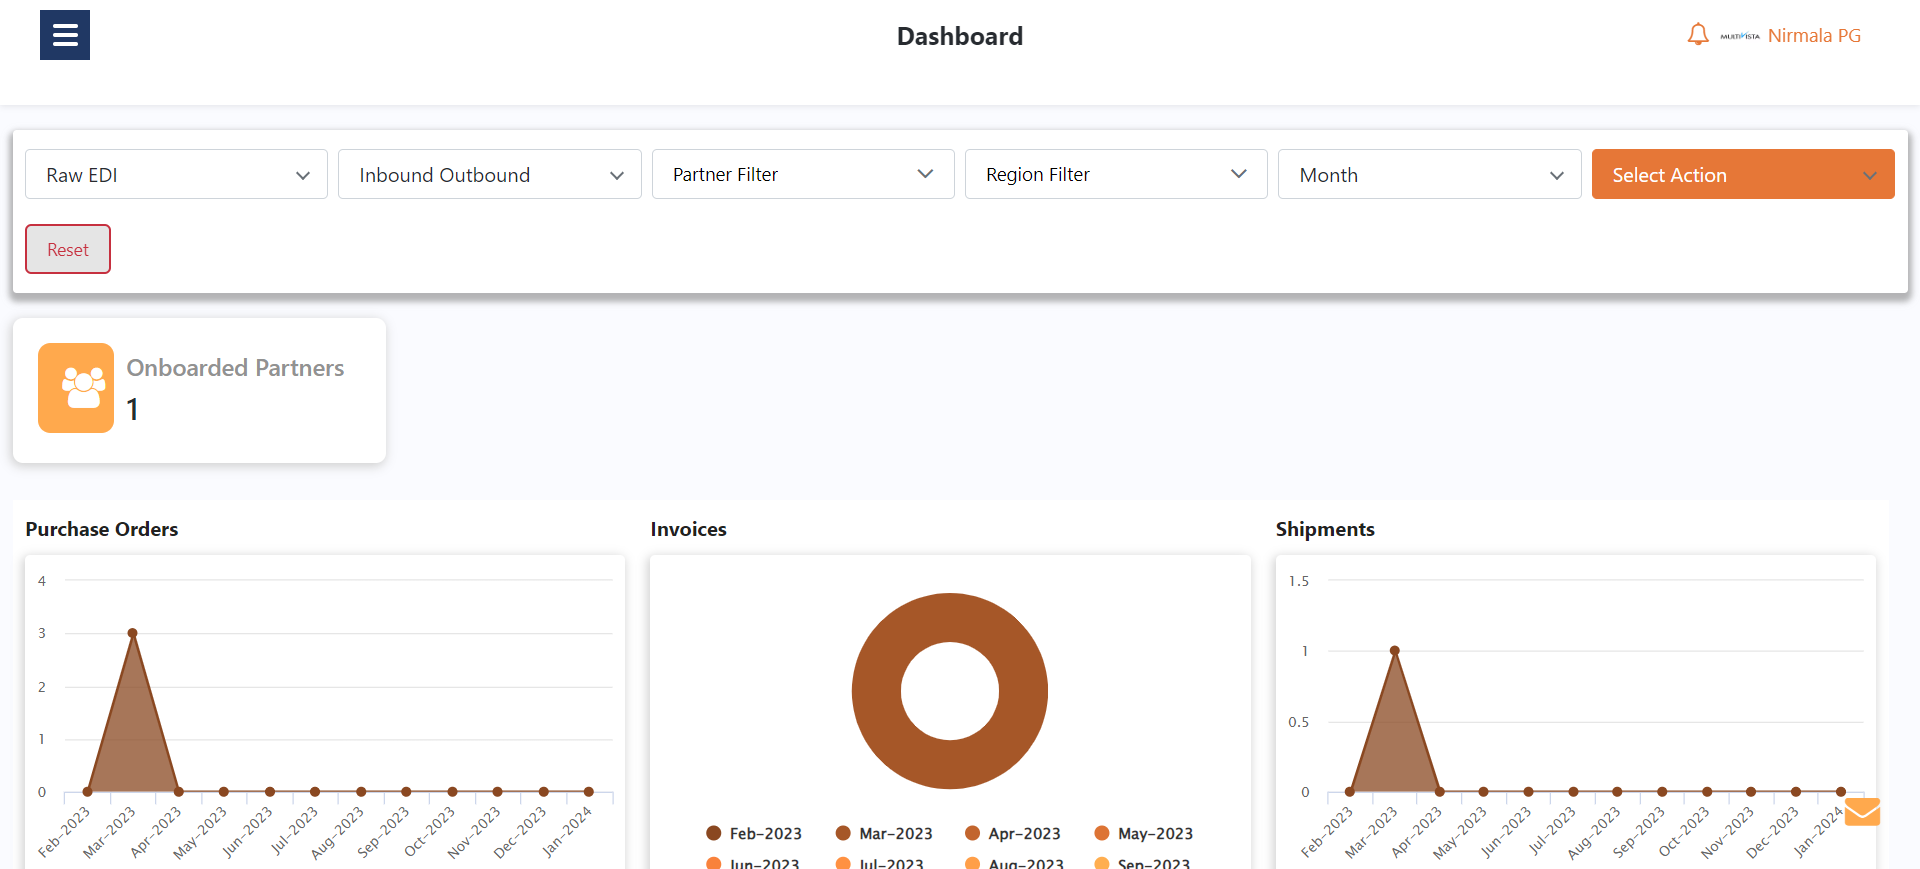 Dashboard
MULTIVISTA Nirmala PG
Raw EDI
Inbound Outbound
Partner Filter
Region Filter
Month
Select Action
Reset
Onboarded Partners
1
Purchase Orders
4
3
2
1
0
Feb-2023
Mar-2023
Apr-2023
May-2023
Jun-2023
Jul-2023
Aug-2023
Sep-2023
Oct-2023
Nov-2023
Dec-2023
Jan-2024
Invoices
Feb-2023 Mar-2023 Apr-2023 May-2023
Jun-2023 Jul-2023 Aug-2023 Sep-2023
Shipments
1.5
1
0.5
0
Feb-2023
Mar-2023
Apr-2023
May-2023
Jun-2023
Jul-2023
Aug-2023
Sep-2023
Oct-2023
Nov-2023
Dec-2023
Jan-2024